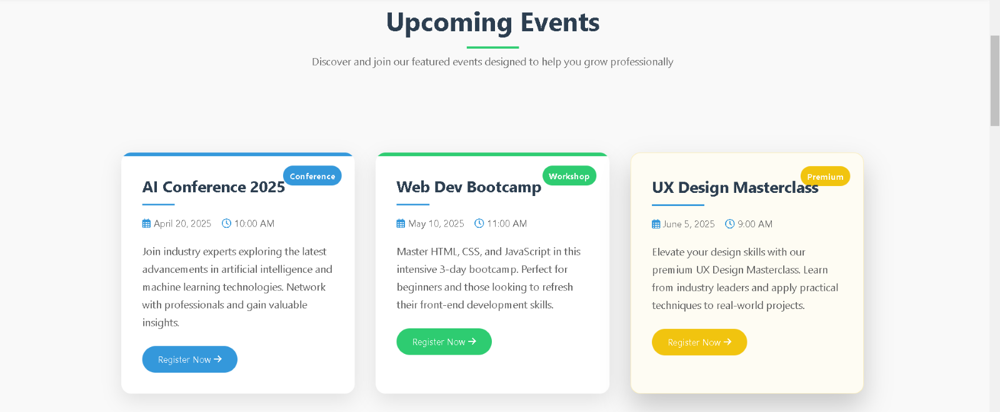 Upcoming Events
Discover and join our featured events designed to help you grow professionally
Conference
AI Conference 2025
April 20, 2025 10:00 AM
Join industry experts exploring the latest
advancements in artificial intelligence and
machine learning technologies. Network
with professionals and gain valuable
insights.
Register Now →
Workshop
Web Dev Bootcamp
May 10, 2025 11:00 AM
Master HTML, CSS, and JavaScript in this
intensive 3-day bootcamp. Perfect for
beginners and those looking to refresh
their front-end development skills.
Register Now →
Premium
UX Design Masterclass
June 5, 2025 9:00 AM
Elevate your design skills with our
premium UX Design Masterclass. Learn
from industry leaders and apply practical
techniques to real-world projects.
Register Now →